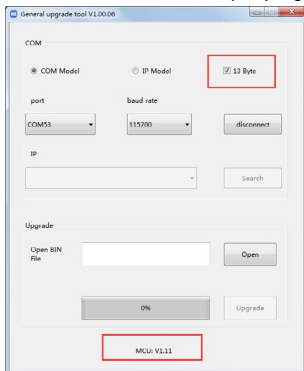 General upgrade tool V1.00.06
COM
COM Model
IP Model
13 Byte
port
baud rate
COM53
115200
disconnect
IP
Search
Upgrade
Open BIN
File
Open
0%
Upgrade
MCU: V1.11